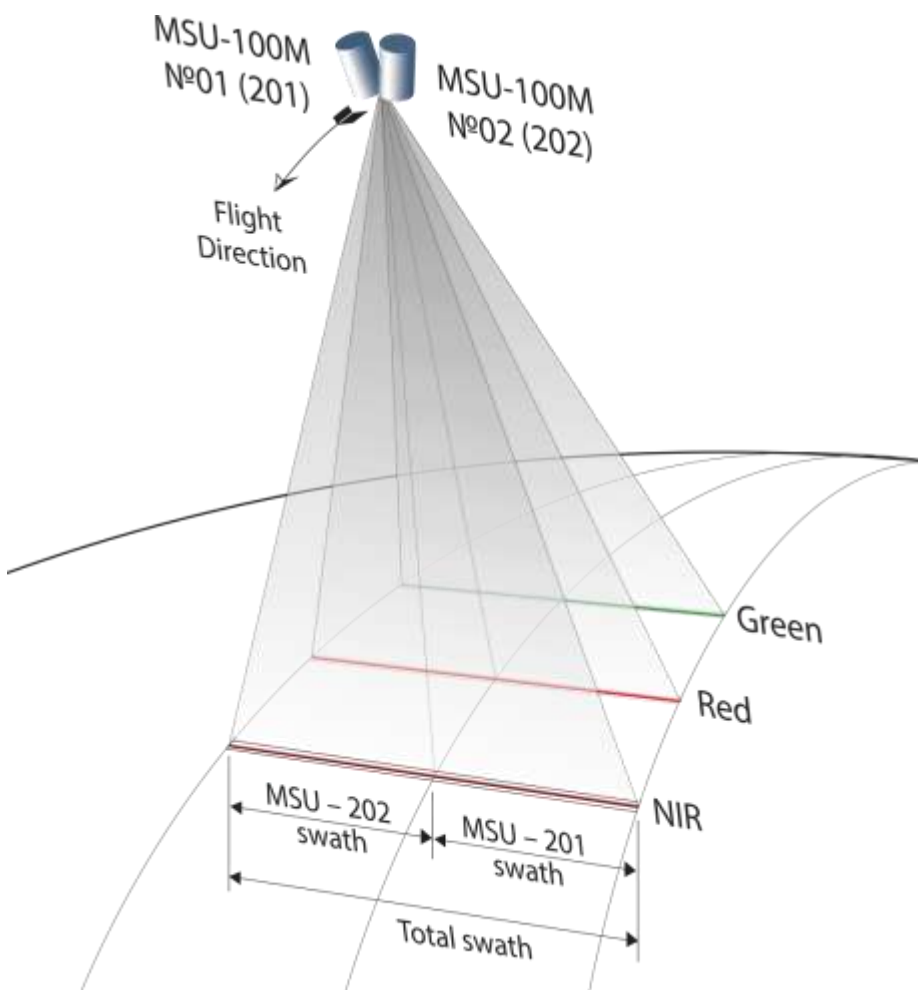 MSU-100M
№01 (201)
MSU-100M
№02 (202)
Flight
Direction
Green
Red
NIR
MSU – 202
swath
MSU – 201
swath
Total swath